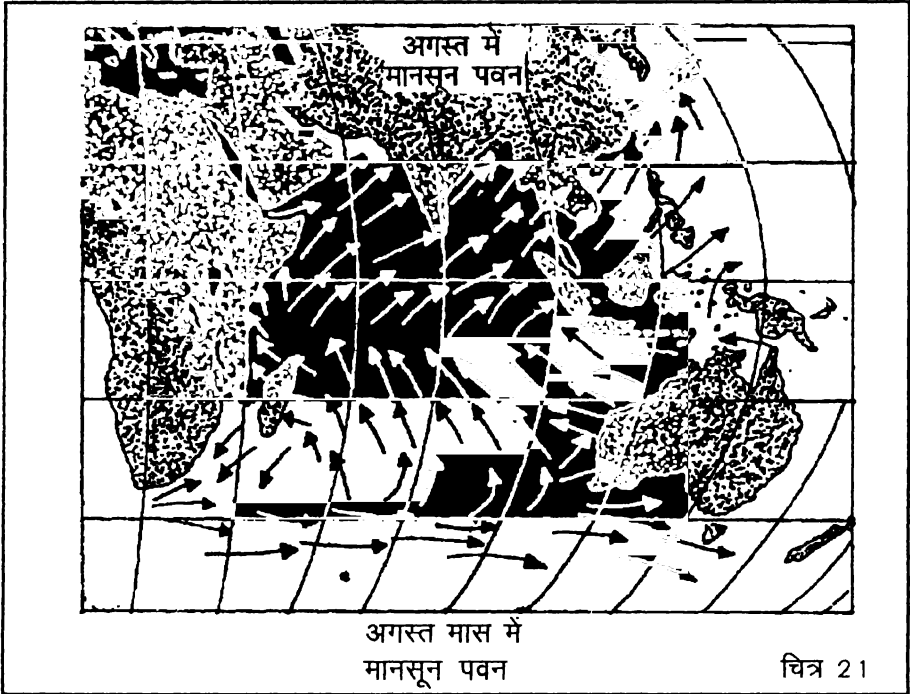 अगस्त में
मानसून पवन
अगस्त मास में
मानसून पवन
चित्र 21